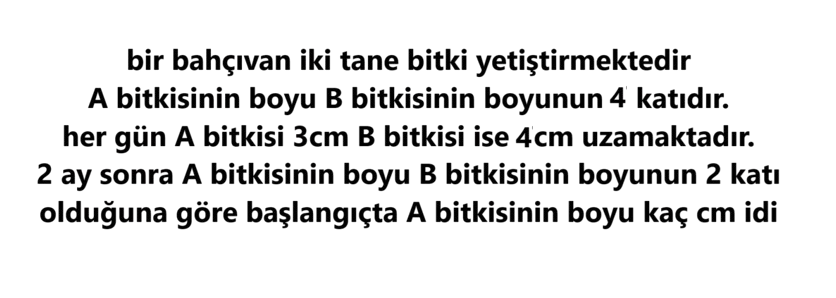 bir bahçıvan iki tane bitki yetiştirmektedir
A bitkisinin boyu B bitkisinin boyunun 4 katıdır.
her gün A bitkisi 3cm B bitkisi ise 4cm uzamaktadır.
2 ay sonra A bitkisinin boyu B bitkisinin boyunun 2 katı
olduğuna göre başlangıçta A bitkisinin boyu kaç cm idi